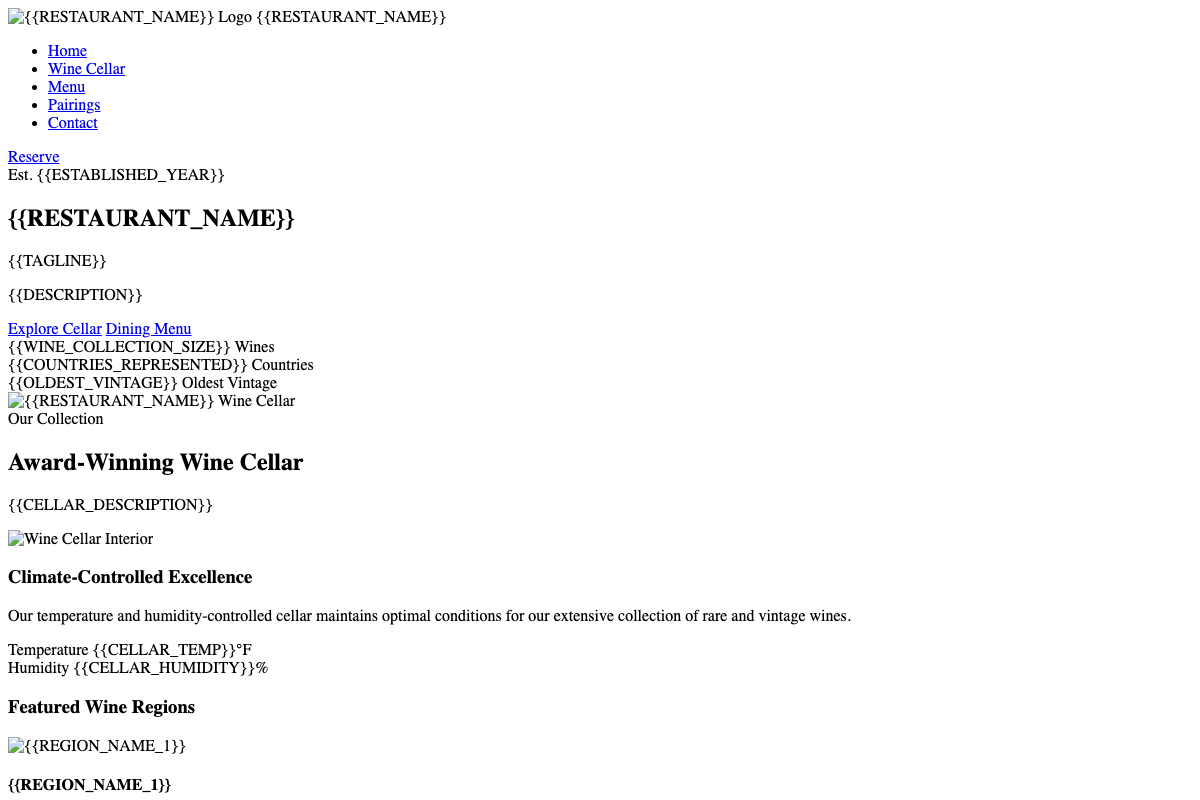 {{RESTAURANT_NAME}} Logo {{RESTAURANT_NAME}}
Home
Wine Cellar
Menu
Pairings
Contact
Reserve
Est. {{ESTABLISHED_YEAR}}
{{RESTAURANT_NAME}}
{{TAGLINE}}
{{DESCRIPTION}}
Explore Cellar Dining Menu
{{WINE_COLLECTION_SIZE}} Wines
{{COUNTRIES_REPRESENTED}} Countries
{{OLDEST_VINTAGE}} Oldest Vintage
{{RESTAURANT_NAME}} Wine Cellar
Our Collection
Award-Winning Wine Cellar
{{CELLAR_DESCRIPTION}}
Wine Cellar Interior
Climate-Controlled Excellence
Our temperature and humidity-controlled cellar maintains optimal conditions for our extensive collection of rare and vintage wines.
Temperature {{CELLAR_TEMP}}°F
Humidity {{CELLAR_HUMIDITY}}%
Featured Wine Regions
{{REGION_NAME_1}}
{{REGION_NAME_1}}